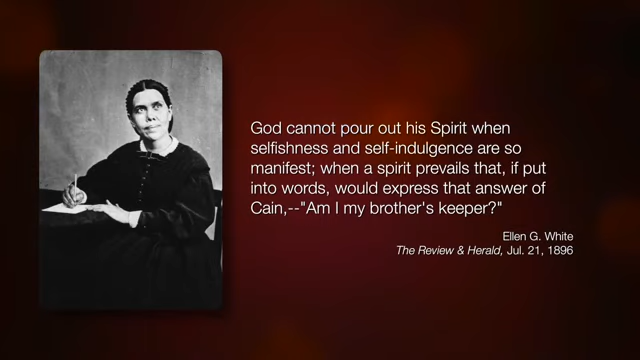 God cannot pour out his Spirit when
selfishness and self-indulgence are so
manifest; when a spirit prevails that, if put
into words, would express that answer of
Cain,--"Am I my brother's keeper?"
Ellen G. White
The Review & Herald, Jul. 21, 1896